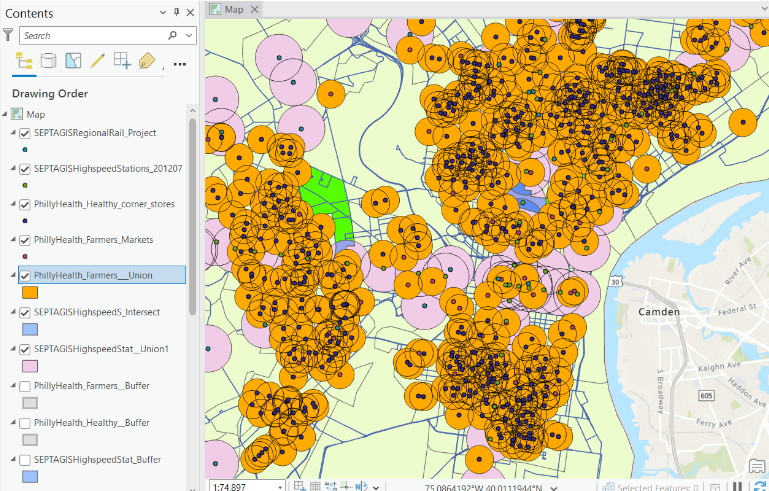 Contents
Map
Search
Drawing Order
Map
SEPTAGISRegionalRail_Project
SEPTAGISHighspeedStations_201207
PhillyHealth_Healthy_corner_stores
PhillyHealth_Farmers_Markets
PhillyHealth_Farmers__Union
SEPTAGISHighspeedS_Intersect
SEPTAGISHighspeedStat__Union1
PhillyHealth_Farmers__Buffer
PhillyHealth_Healthy__Buffer
SEPTAGISHighspeedStat_Buffer
30
River Ave
Camden
Federal St
Kaighn Ave
S Broadway
605
Haddon Ave
Ferry Ave
1:74,897
75.0864192°W 40.0111944°N
Selected Features: 0